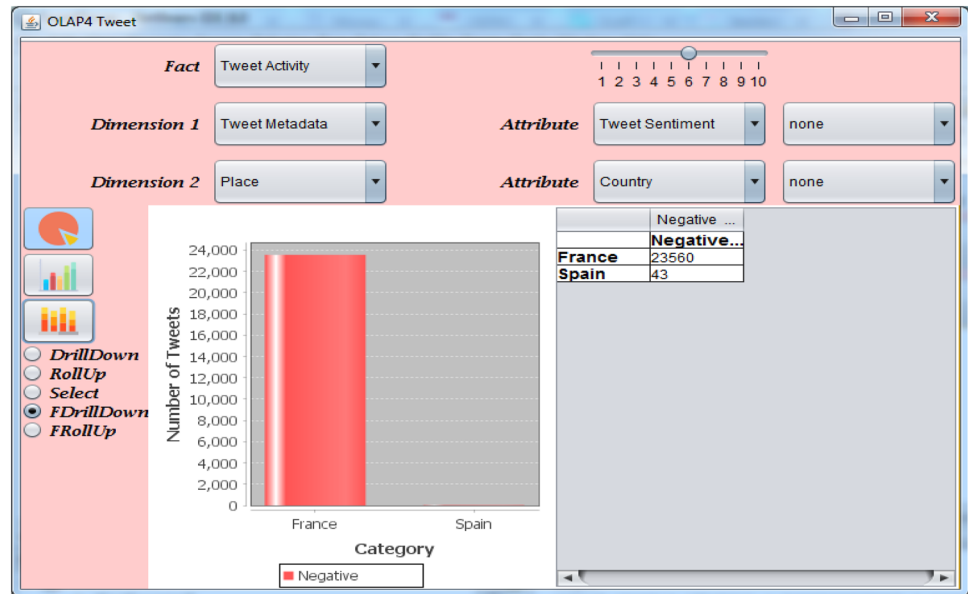 OLAP4 Tweet
Fact Tweet Activity
1 2 3 4 5 6 7 8 9 10
Dimension 1 Tweet Metadata Attribute Tweet Sentiment none
Dimension 2 Place Attribute Country none
DrillDown
RollUp
Select
FDrillDown
FRollUp
Number of Tweets
24,000
22,000
20,000
18,000
16,000
14,000
12,000
10,000
8,000
6,000
4,000
2,000
0
France Spain
Category
Negative
Negative ...
Negative...
France 23560
Spain 43